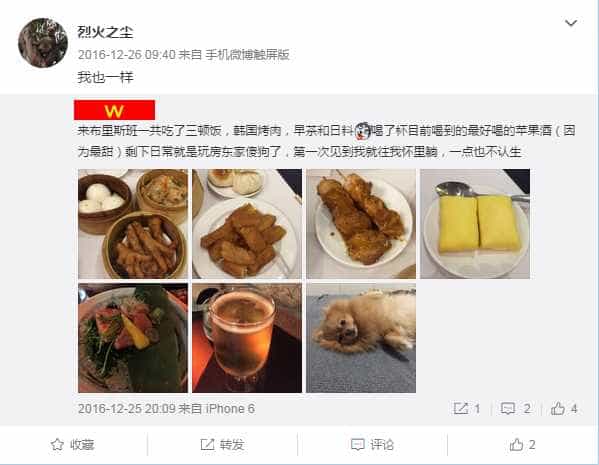 烈火之尘
2016-12-26 09:40 来自 手机微博触屏版
我也一样
W
来布里斯班一共吃了三顿饭，韩国烤肉，早茶和日料喝了杯目前喝到的最好喝的苹果酒（因
为最甜）剩下日常就是玩房东家傻狗了，第一次见到我就往我怀里躺，一点也不认生
2016-12-25 20:09 来自 iPhone 6 1 2 4
收藏 转发 评论 2